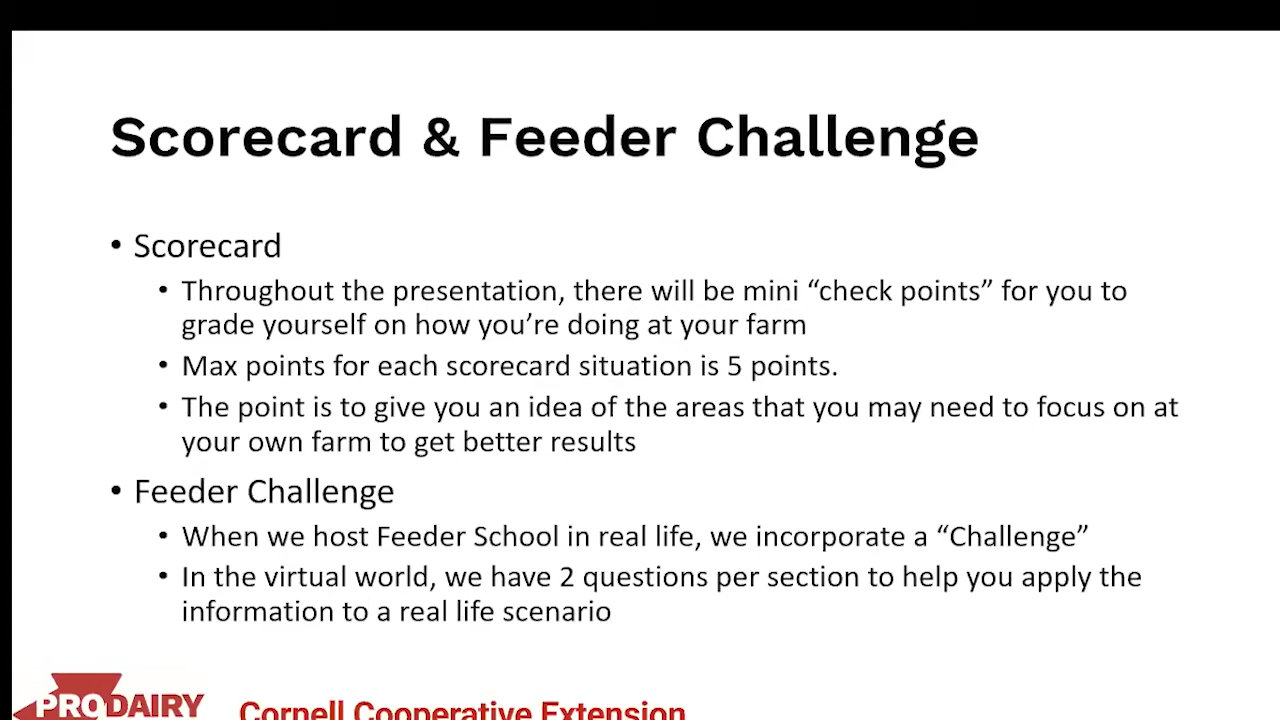 Scorecard & Feeder Challenge
• Scorecard
• Throughout the presentation, there will be mini “check points” for you to
grade yourself on how you’re doing at your farm
• Max points for each scorecard situation is 5 points.
• The point is to give you an idea of the areas that you may need to focus on at
your own farm to get better results
• Feeder Challenge
• When we host Feeder School in real life, we incorporate a “Challenge”
• In the virtual world, we have 2 questions per section to help you apply the
information to a real life scenario
PRODAIRY
Cornell Cooperative Extension